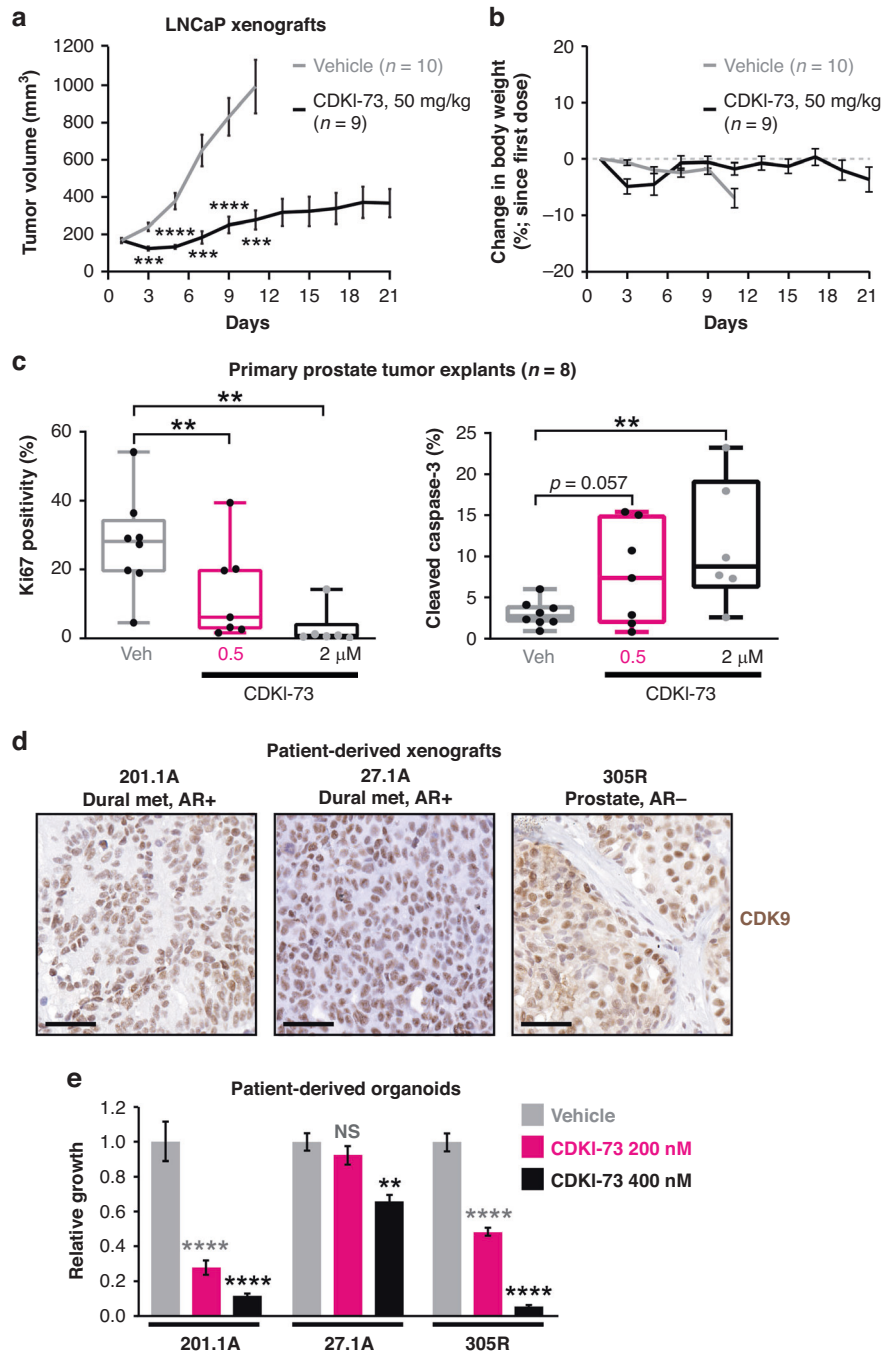 a
LNCaP xenografts
1200
1000
800
600
400
200
0
Tumor volume (mm³)
Vehicle (n = 10)
CDKI-73, 50 mg/kg
(n = 9)
****
****
***
***
***
0 3 6 9 12 15 18 21
Days
b
20
10
0
−10
−20
Change in body weight
(%; since first dose)
Vehicle (n = 10)
CDKI-73, 50 mg/kg
(n = 9)
0 3 6 9 12 15 18 21
Days
c
Primary prostate tumor explants (n = 8)
60
40
20
0
Ki67 positivity (%)
**
**
Veh 0.5 2 μM
CDKI-73
25
20
15
10
5
0
Cleaved caspase-3 (%)
**
p = 0.057
Veh 0.5 2 μM
CDKI-73
d
Patient-derived xenografts
201.1A
Dural met, AR+
27.1A
Dural met, AR+
305R
Prostate, AR−
CDK9
e
Patient-derived organoids
1.2
1.0
0.8
0.6
0.4
0.2
0.0
Relative growth
Vehicle
CDKI-73 200 nM
CDKI-73 400 nM
****
****
NS
**
****
****
201.1A 27.1A 305R